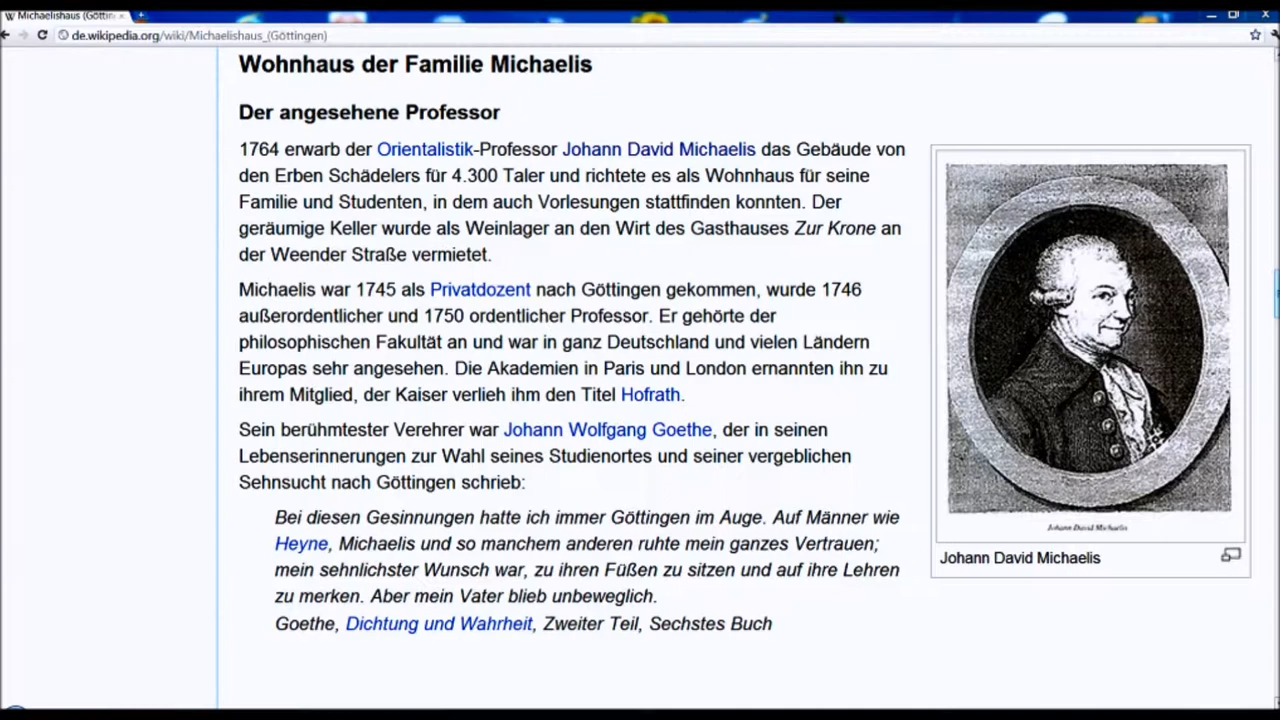 Michaelishaus (Göttin
de.wikipedia.org/wiki/Michaelishaus_(Göttingen)
Wohnhaus der Familie Michaelis
Der angesehene Professor
1764 erwarb der Orientalistik-Professor Johann David Michaelis das Gebäude von
den Erben Schädelers für 4.300 Taler und richtete es als Wohnhaus für seine
Familie und Studenten, in dem auch Vorlesungen stattfinden konnten. Der
geräumige Keller wurde als Weinlager an den Wirt des Gasthauses Zur Krone an
der Weender Straße vermietet.
Michaelis war 1745 als Privatdozent nach Göttingen gekommen, wurde 1746
außerordentlicher und 1750 ordentlicher Professor. Er gehörte der
philosophischen Fakultät an und war in ganz Deutschland und vielen Ländern
Europas sehr angesehen. Die Akademien in Paris und London ernannten ihn zu
ihrem Mitglied, der Kaiser verlieh ihm den Titel Hofrath.
Sein berühmtester Verehrer war Johann Wolfgang Goethe, der in seinen
Lebenserinnerungen zur Wahl seines Studienortes und seiner vergeblichen
Sehnsucht nach Göttingen schrieb:
Bei diesen Gesinnungen hatte ich immer Göttingen im Auge. Auf Männer wie
Heyne, Michaelis und so manchem anderen ruhte mein ganzes Vertrauen;
mein sehnlichster Wunsch war, zu ihren Füßen zu sitzen und auf ihre Lehren
zu merken. Aber mein Vater blieb unbeweglich.
Goethe, Dichtung und Wahrheit, Zweiter Teil, Sechstes Buch
Johann David Michaelis
Johann David Michaelis